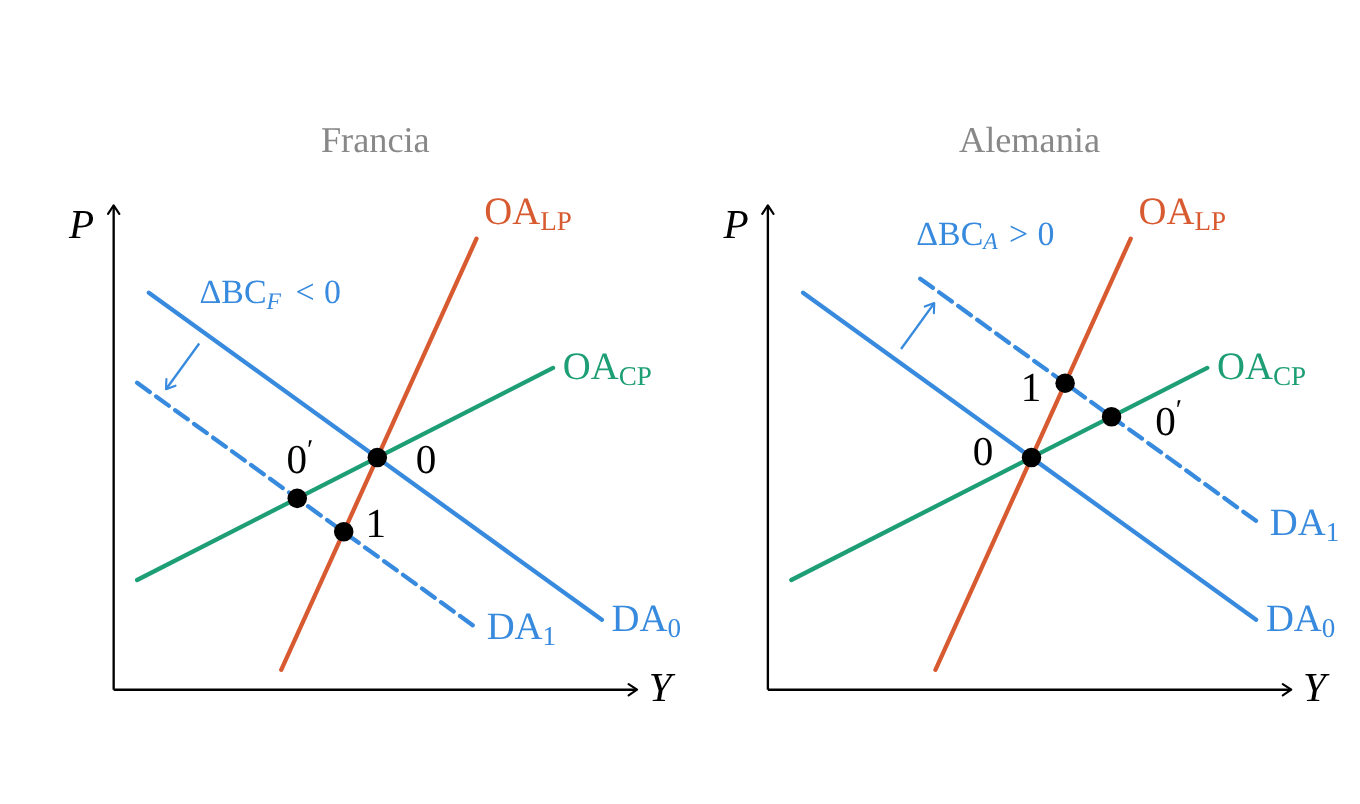 Francia
P
OA_LP
ΔBC_F < 0
OA_CP
0′
0
1
DA_1
DA_0
Y
Alemania
P
OA_LP
ΔBC_A > 0
OA_CP
1
0′
0
DA_1
DA_0
Y